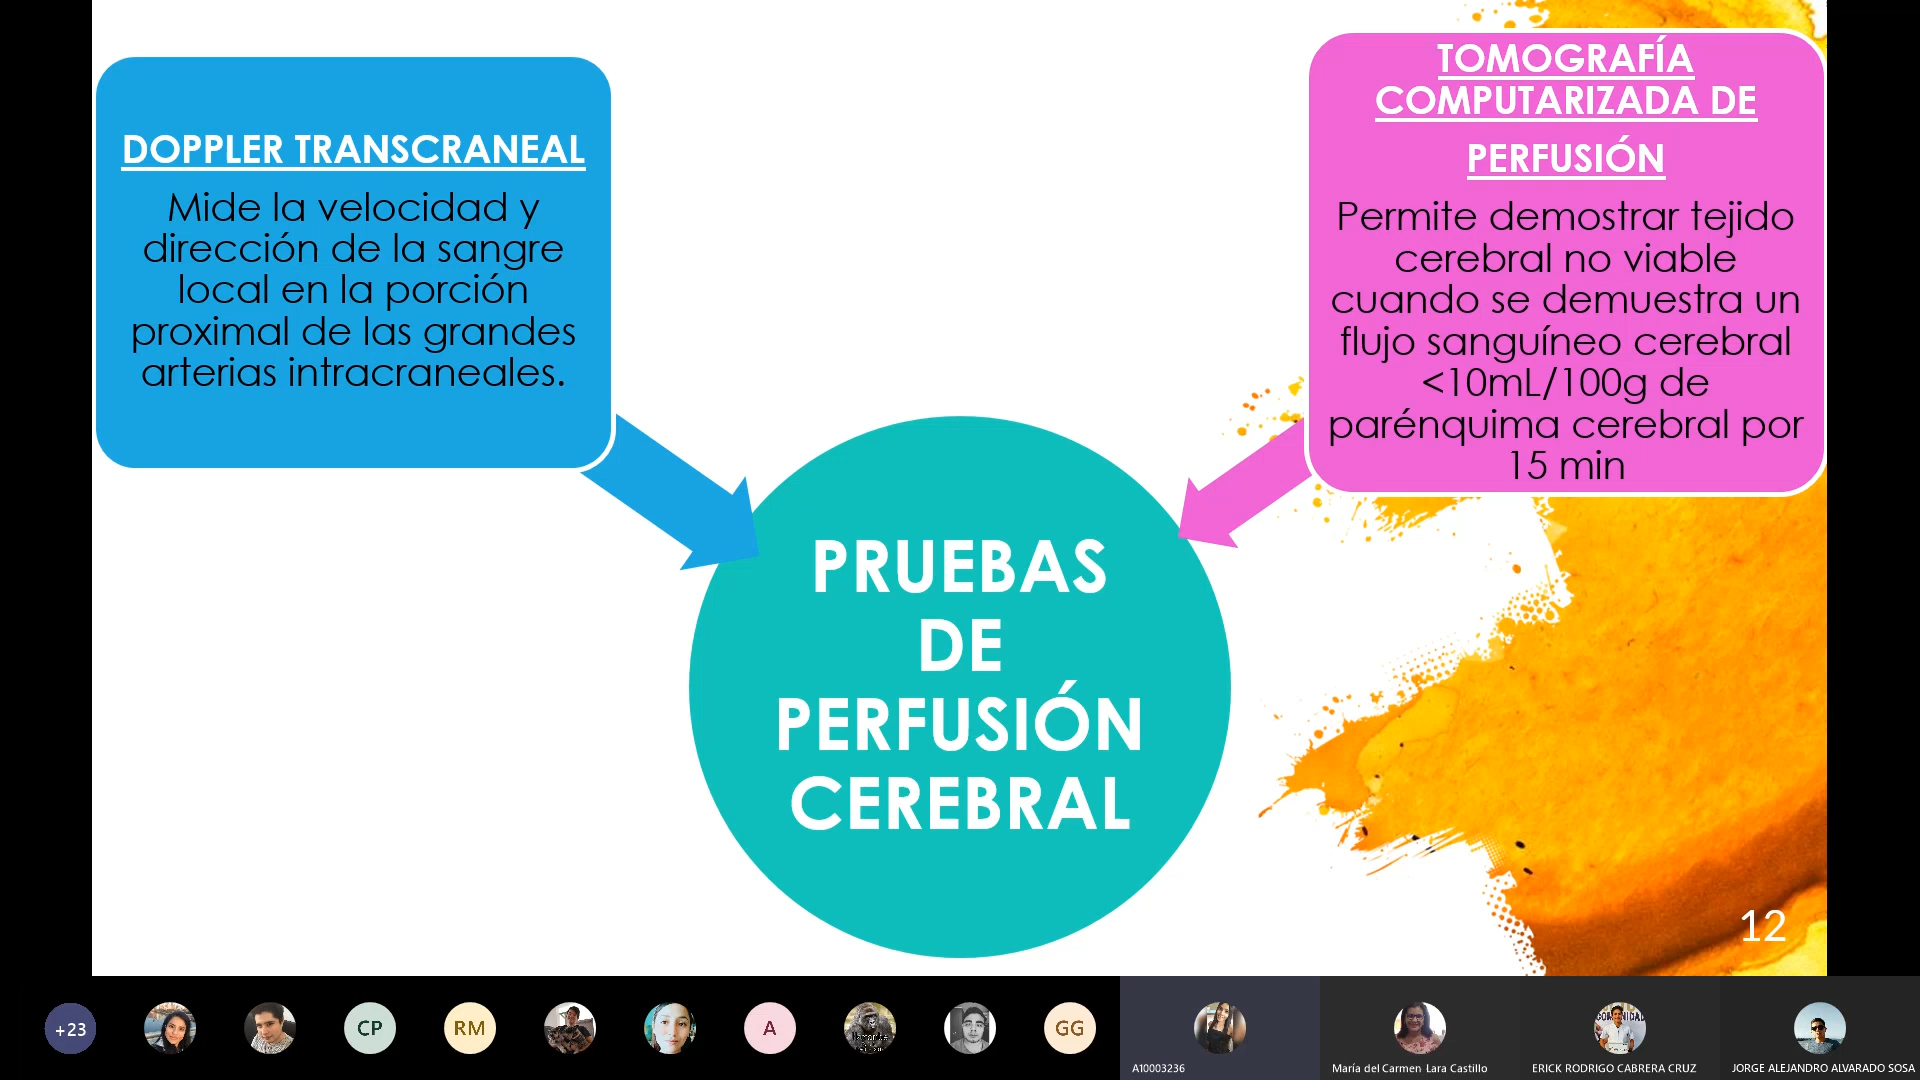 DOPPLER TRANSCRANEAL
Mide la velocidad y
dirección de la sangre
local en la porción
proximal de las grandes
arterias intracraneales.
TOMOGRAFÍA
COMPUTARIZADA DE
PERFUSIÓN
Permite demostrar tejido
cerebral no viable
cuando se demuestra un
flujo sanguíneo cerebral
<10mL/100g de
parénquima cerebral por
15 min
PRUEBAS
DE
PERFUSIÓN
CEREBRAL
12
+23
CP
RM
A
GG
A10003236
María del Carmen Lara Castillo
ERICK RODRIGO CABRERA CRUZ
JORGE ALEJANDRO ALVARADO SOSA